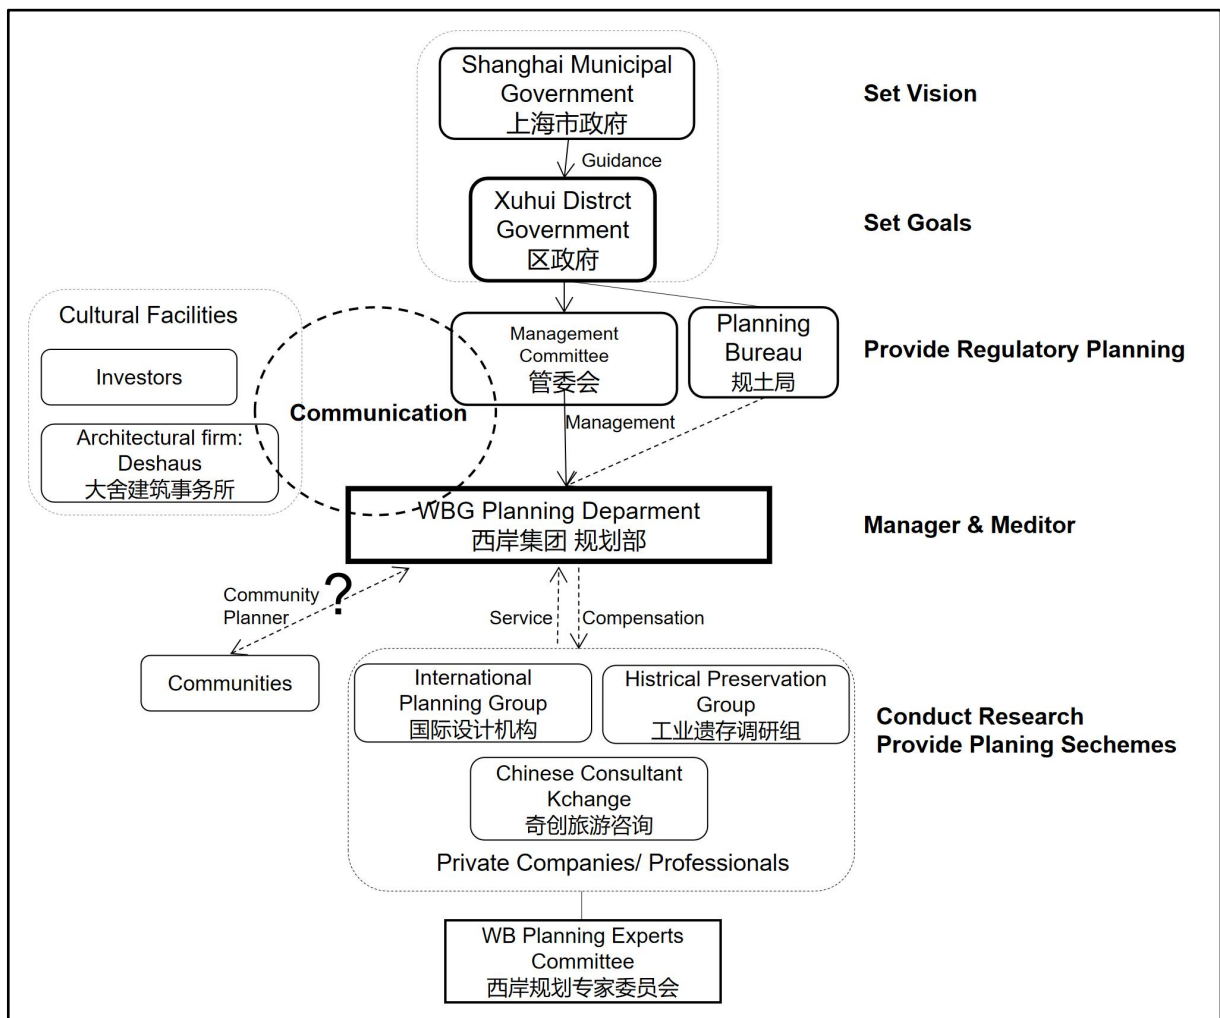 Shanghai Municipal
Government
上海市政府
Set Vision
Guidance
Xuhui Distrct
Government
区政府
Set Goals
Cultural Facilities
Investors
Architectural firm:
Deshaus
大舍建筑事务所
Communication
Management
Committee
管委会
Planning
Bureau
规土局
Provide Regulatory Planning
Management
WBG Planning Deparment
西岸集团 规划部
Manager & Meditor
Community
Planner
?
Communities
Service
Compensation
International
Planning Group
国际设计机构
Histrical Preservation
Group
工业遗存调研组
Chinese Consultant
Kchange
奇创旅游咨询
Private Companies/ Professionals
Conduct Research
Provide Planing Sechemes
WB Planning Experts
Committee
西岸规划专家委员会